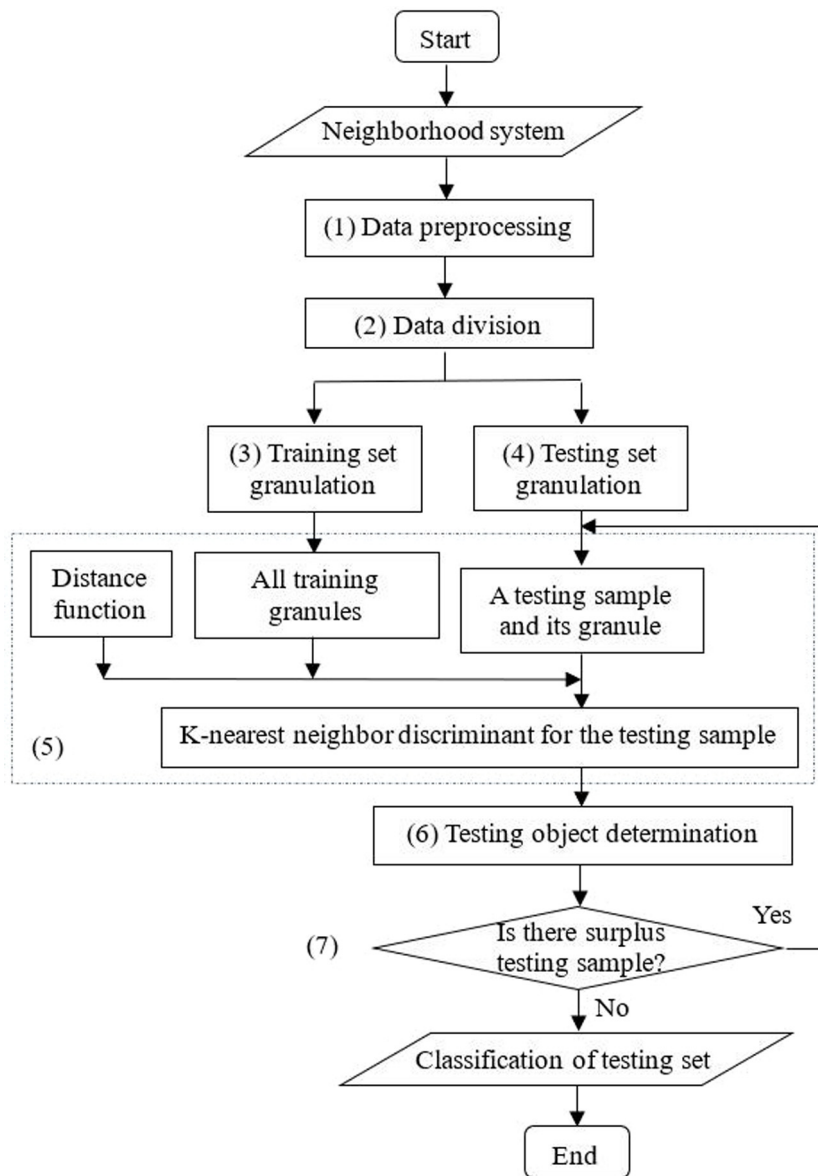 Start
Neighborhood system
(1) Data preprocessing
(2) Data division
(3) Training set
granulation
(4) Testing set
granulation
Distance
function
All training
granules
A testing sample
and its granule
(5)
K-nearest neighbor discriminant for the testing sample
(6) Testing object determination
(7)
Is there surplus
testing sample?
Yes
No
Classification of testing set
End